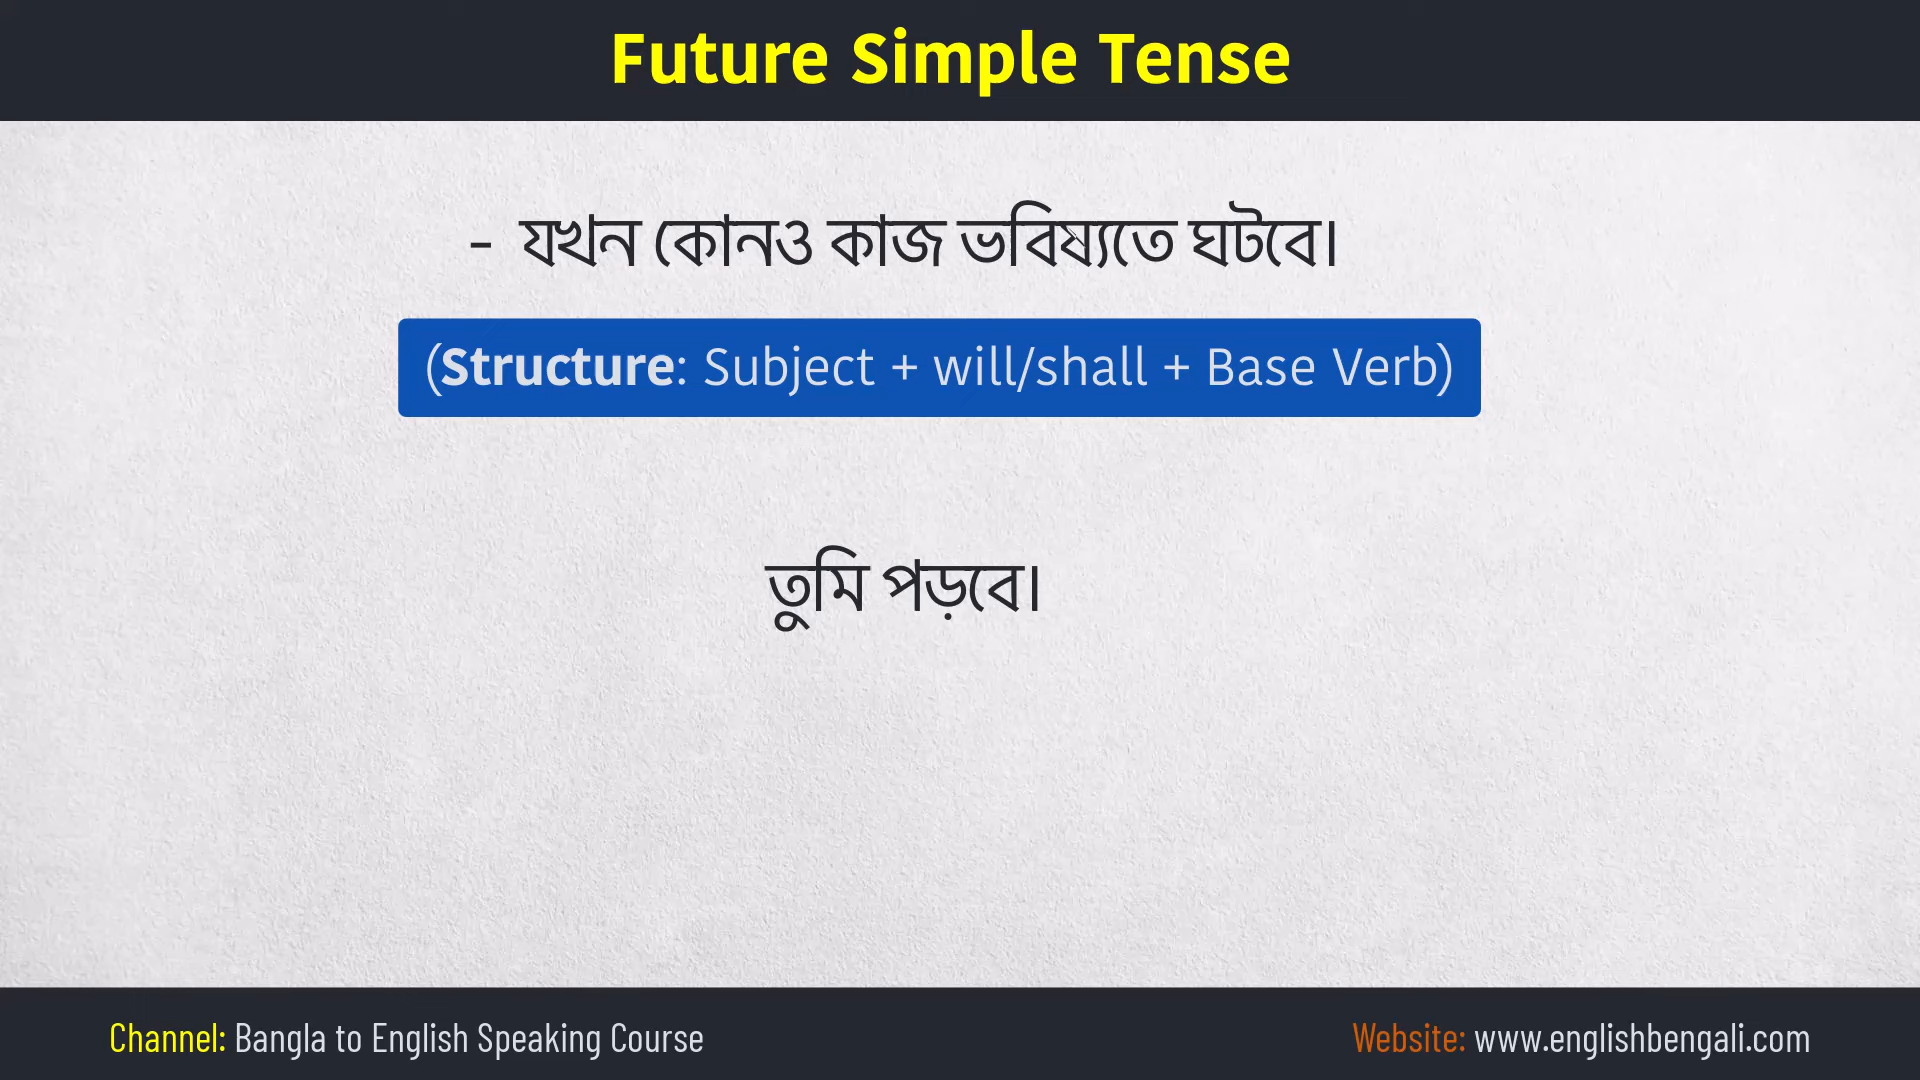 Future Simple Tense
- যখন কোনও কাজ ভবিষ্যতে ঘটবে।
(Structure: Subject + will/shall + Base Verb)
তুমি পড়বে।
Channel: Bangla to English Speaking Course
Website: www.englishbengali.com